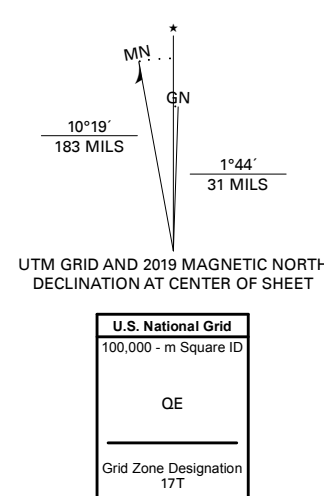 ★
MN
GN
10°19´
183 MILS
1°44´
31 MILS
UTM GRID AND 2019 MAGNETIC NORTH
DECLINATION AT CENTER OF SHEET
U.S. National Grid
100,000 - m Square ID
QE
Grid Zone Designation
17T